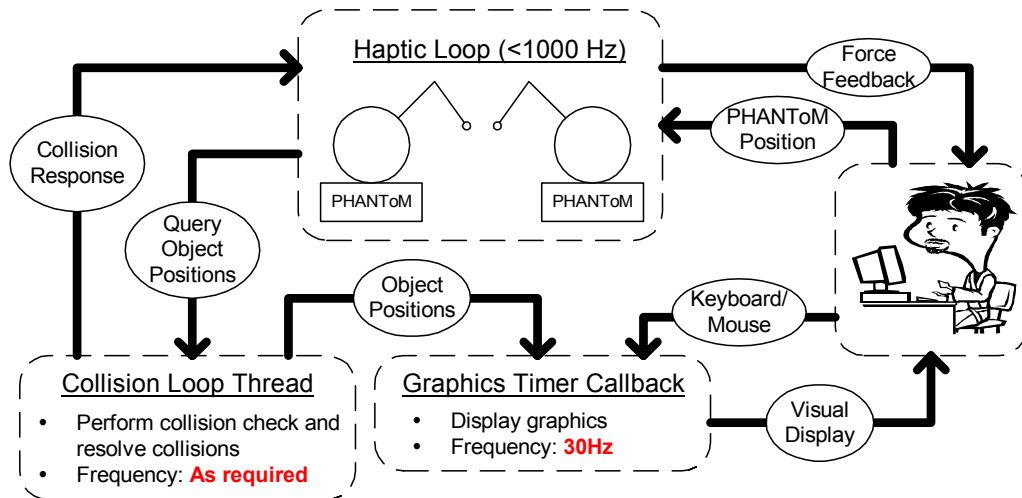 Haptic Loop (<1000 Hz)
Force
Feedback
PHANToM
Position
Collision
Response
PHANToM
PHANToM
Query
Object
Positions
Object
Positions
Keyboard/
Mouse
Collision Loop Thread
• Perform collision check and
resolve collisions
• Frequency: As required
Graphics Timer Callback
• Display graphics
• Frequency: 30Hz
Visual
Display